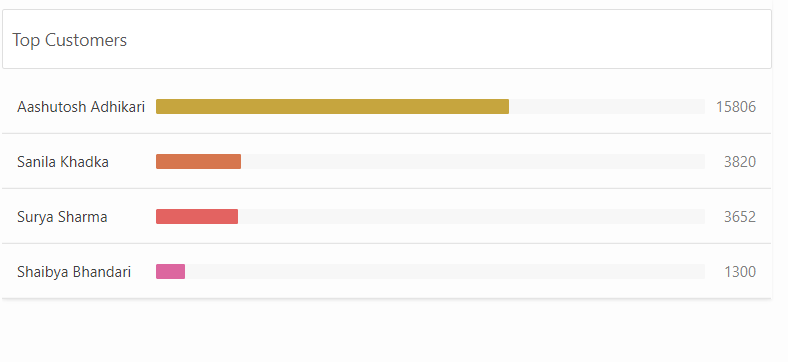 Top Customers
Aashutosh Adhikari 15806
Sanila Khadka 3820
Surya Sharma 3652
Shaibya Bhandari 1300